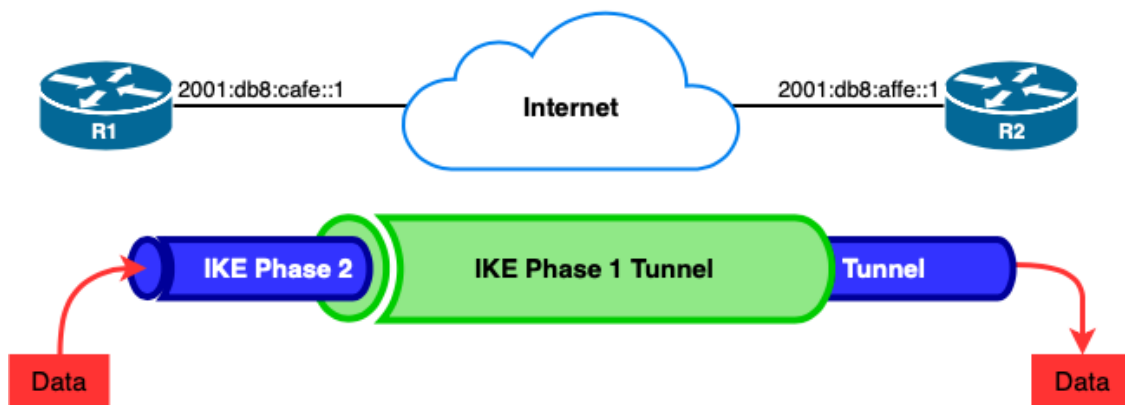 2001:db8:cafe::1
Internet
2001:db8:affe::1
R1
R2
IKE Phase 2
IKE Phase 1 Tunnel
Tunnel
Data
Data